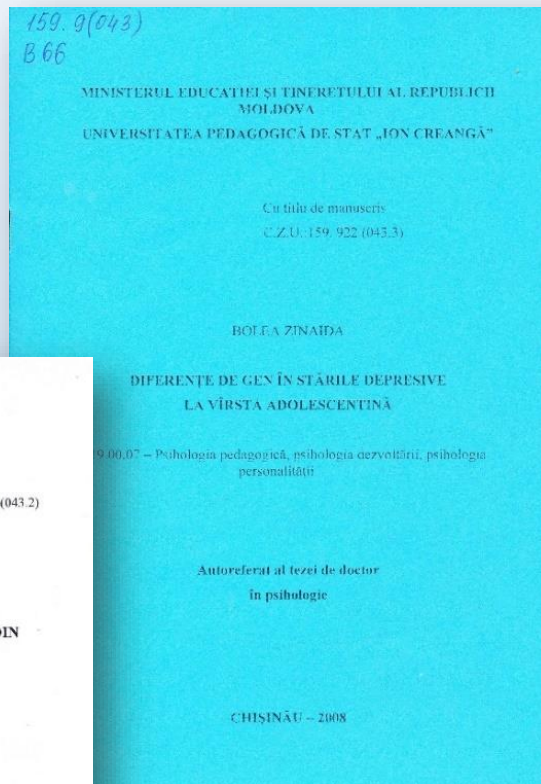 159.9(043)
B 66
MINISTERUL EDUCAȚIEI ȘI TINERETULUI AL REPUBLICII
MOLDOVA
UNIVERSITATEA PEDAGOGICĂ DE STAT „ION CREANGĂ”
Cu titlu de manuscris
C.Z.U.:159. 922 (043.3)
BOLEA ZINAIDA
DIFERENȚE DE GEN ÎN STĂRILE DEPRESIVE
LA VÎRSTA ADOLESCENTINĂ
9.00.07 – Psihologia pedagogică, psihologia dezvoltării, psihologia
personalității
Autoreferat al tezei de doctor
în psihologie
CHIȘINĂU – 2008
(043.2)
DIN